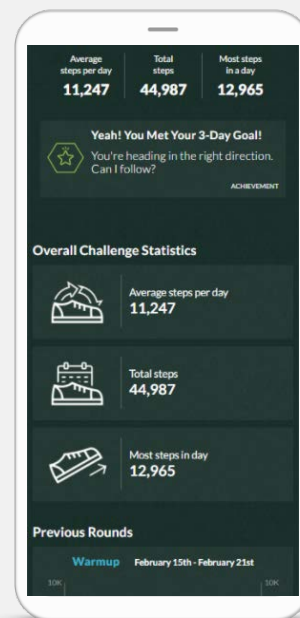 Average steps per day
Total steps
Most steps in a day
11,247
44,987
12,965
Yeah! You Met Your 3-Day Goal!
You're heading in the right direction.
Can I follow?
ACHIEVEMENT
Overall Challenge Statistics
Average steps per day
11,247
Total steps
44,987
Most steps in day
12,965
Previous Rounds
Warmup February 15th - February 21st
10K 10K